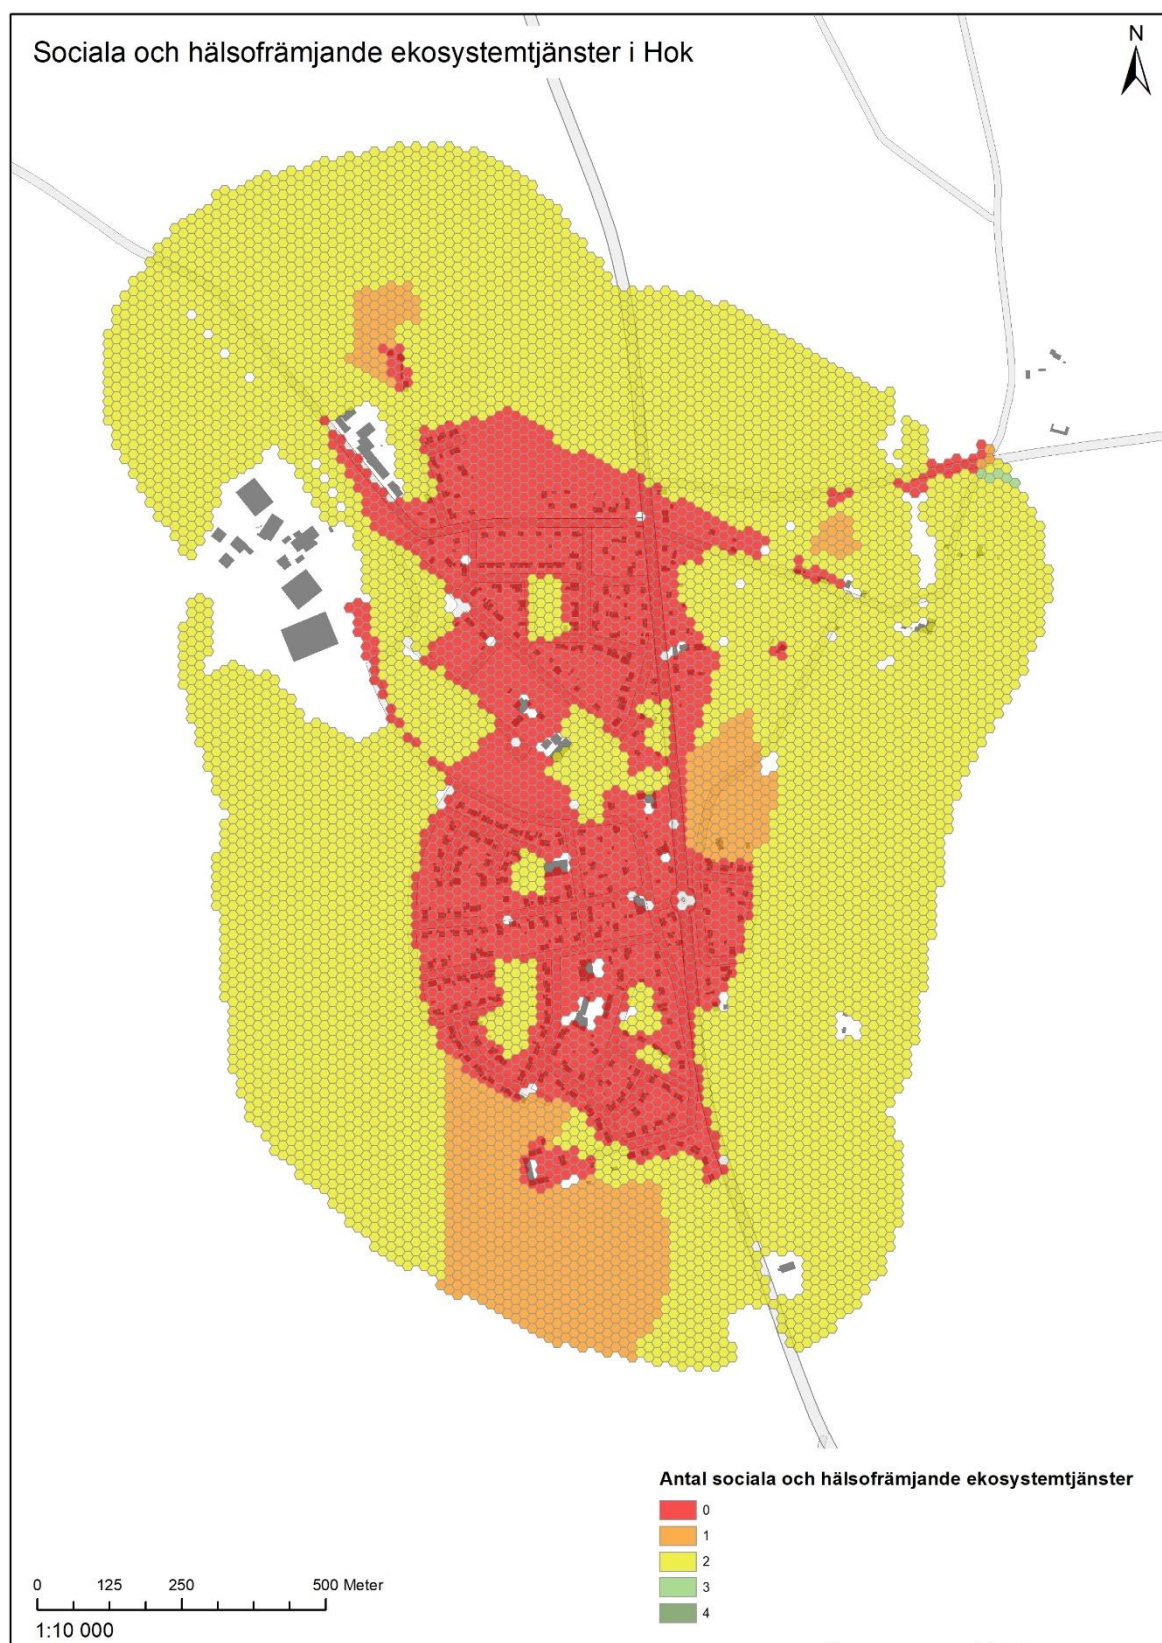 Sociala och hälsofrämjande ekosystemtjänster i Hok
N
Antal sociala och hälsofrämjande ekosystemtjänster
0
1
2
3
4
0 125 250 500 Meter
1:10 000